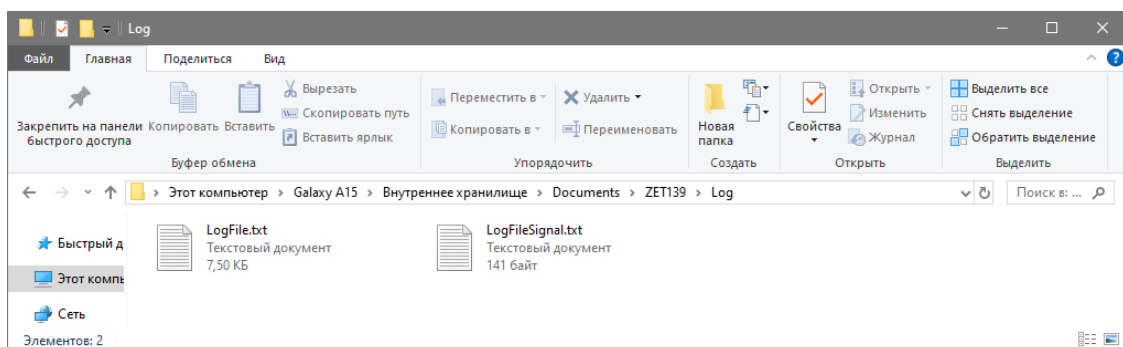 Log
Файл Главная Поделиться Вид
Закрепить на панели быстрого доступа
Копировать
Вставить
Вырезать
Скопировать путь
Вставить ярлык
Буфер обмена
Переместить в
Копировать в
Удалить
Переименовать
Упорядочить
Новая папка
Создать
Свойства
Открыть
Изменить
Журнал
Открыть
Выделить все
Снять выделение
Обратить выделение
Выделить
Этот компьютер > Galaxy A15 > Внутреннее хранилище > Documents > ZET139 > Log
Поиск в: ...
Быстрый д
Этот компь
Сеть
LogFile.txt
Текстовый документ
7,50 КБ
LogFileSignal.txt
Текстовый документ
141 байт
Элементов: 2